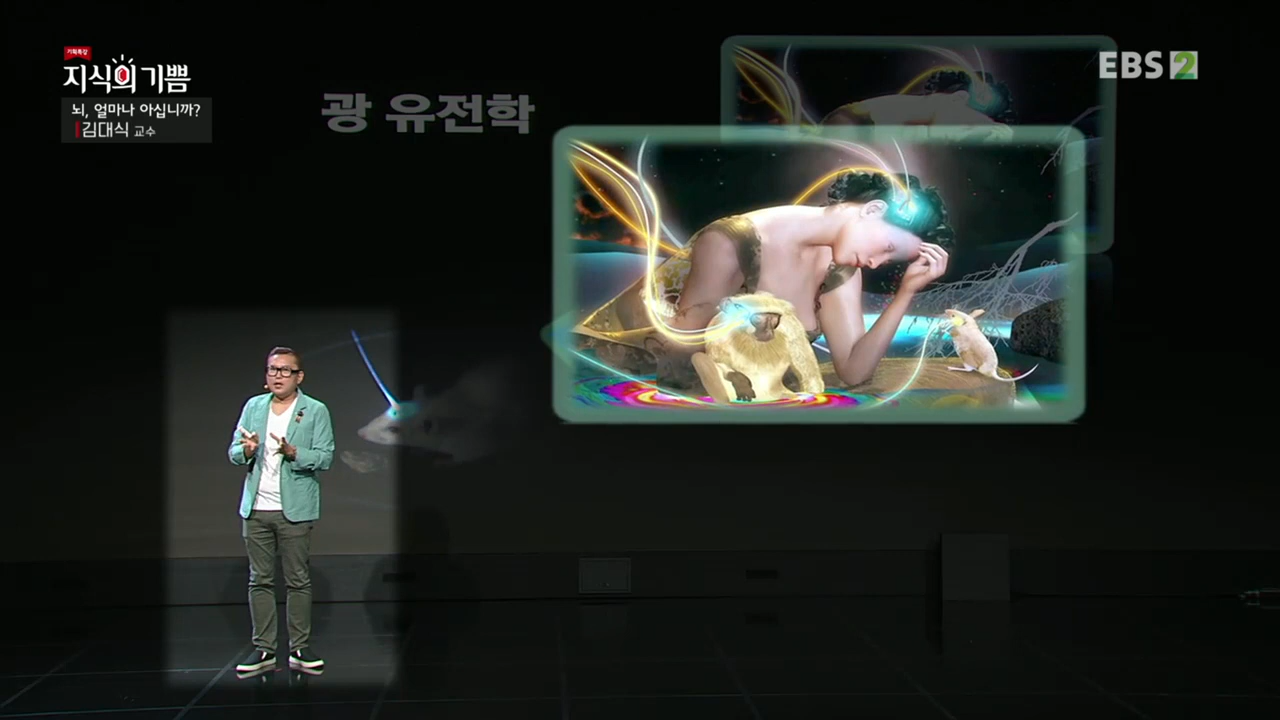 기획특강
지식의 기쁨
뇌, 얼마나 아십니까?
김대식 교수
광 유전학
EBS 2